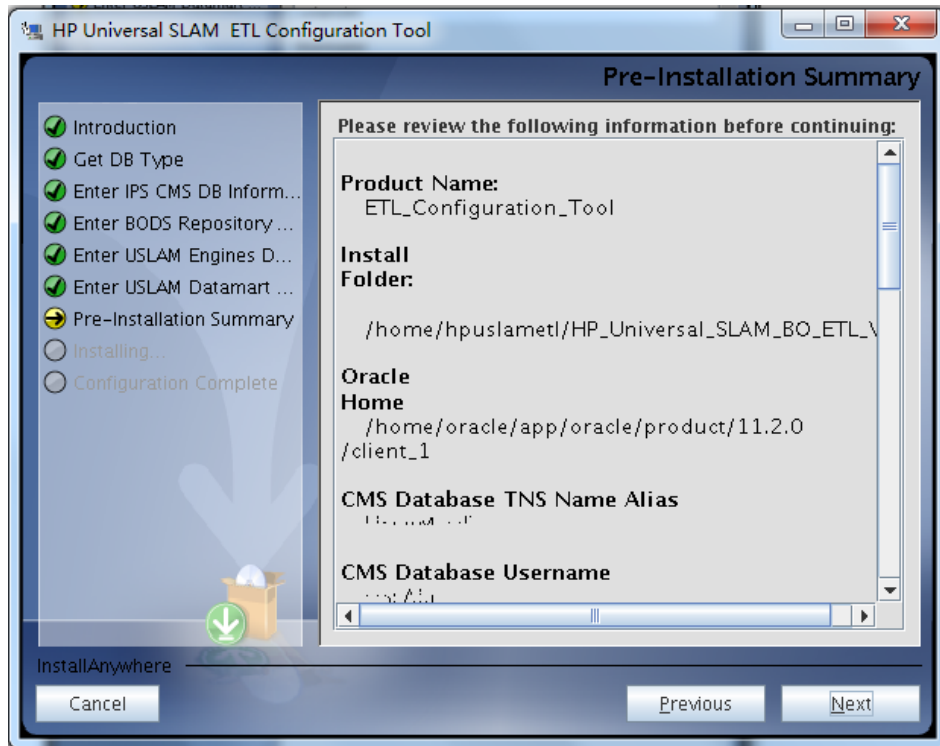 HP Universal SLAM ETL Configuration Tool
Pre-Installation Summary
Introduction
Get DB Type
Enter IPS CMS DB Inform...
Enter BODS Repository ...
Enter USLAM Engines D...
Enter USLAM Datamart ...
Pre-Installation Summary
Installing...
Configuration Complete
Please review the following information before continuing:
Product Name:
ETL_Configuration_Tool
Install
Folder:
/home/hpuslametl/HP_Universal_SLAM_BO_ETL_
Oracle
Home
/home/oracle/app/oracle/product/11.2.0
/client_1
CMS Database TNS Name Alias
CMS Database Username
InstallAnywhere
Cancel
Previous
Next